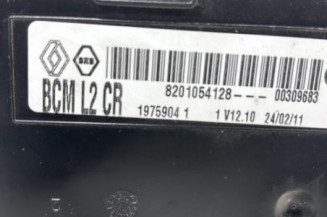 BCM L2 CR
8201054128--- 00309683
1975904 1 1 V12.10 24/02/11